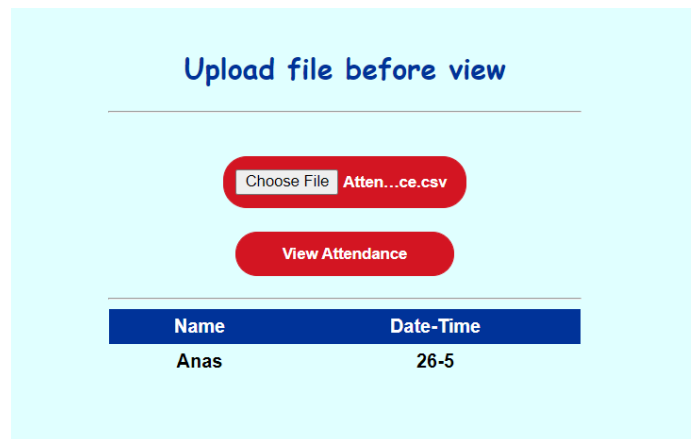 Upload file before view
Choose File Atten...ce.csv
View Attendance
Name Date-Time
Anas 26-5